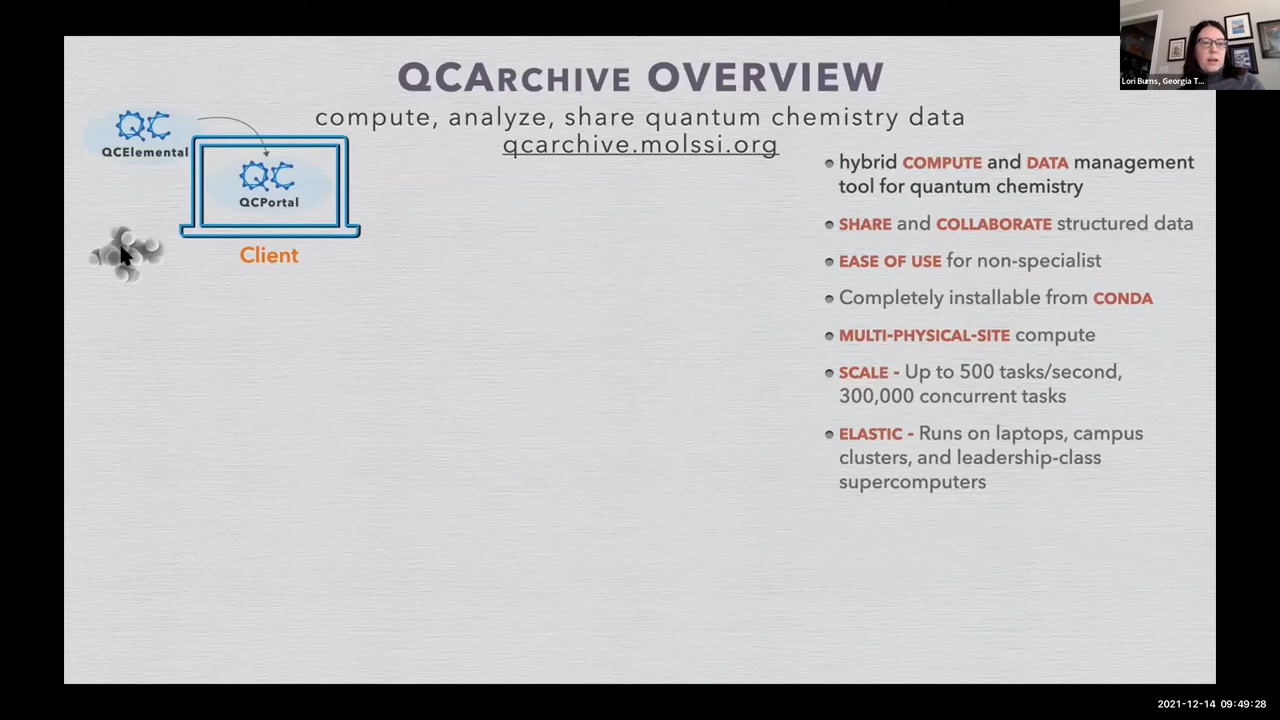 QCARCHIVE OVERVIEW
compute, analyze, share quantum chemistry data
qcarchive.molssi.org
QC
QCElemental
QC
QCPortal
Client
hybrid COMPUTE and DATA management
tool for quantum chemistry
SHARE and COLLABORATE structured data
EASE OF USE for non-specialist
Completely installable from CONDA
MULTI-PHYSICAL-SITE compute
SCALE - Up to 500 tasks/second,
300,000 concurrent tasks
ELASTIC - Runs on laptops, campus
clusters, and leadership-class
supercomputers
Lori Burns, Georgia T...
2021-12-14 09:49:28